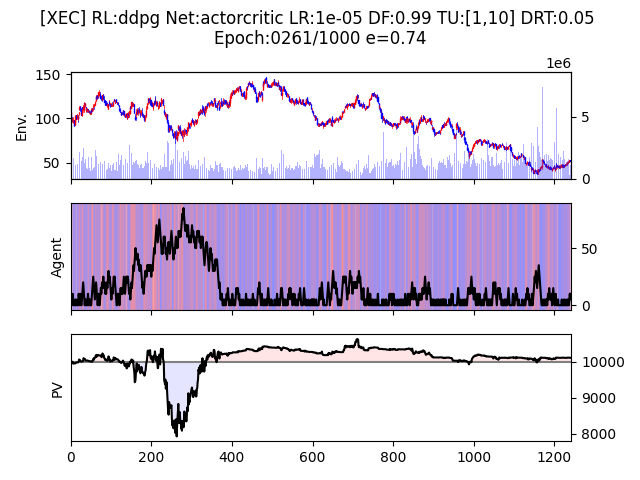 [XEC] RL:ddpg Net:actorcritic LR:1e-05 DF:0.99 TU:[1,10] DRT:0.05
Epoch:0261/1000 e=0.74
1e6
150
100
50
5
0
Env.
50
0
Agent
10000
9000
8000
PV
0 200 400 600 800 1000 1200